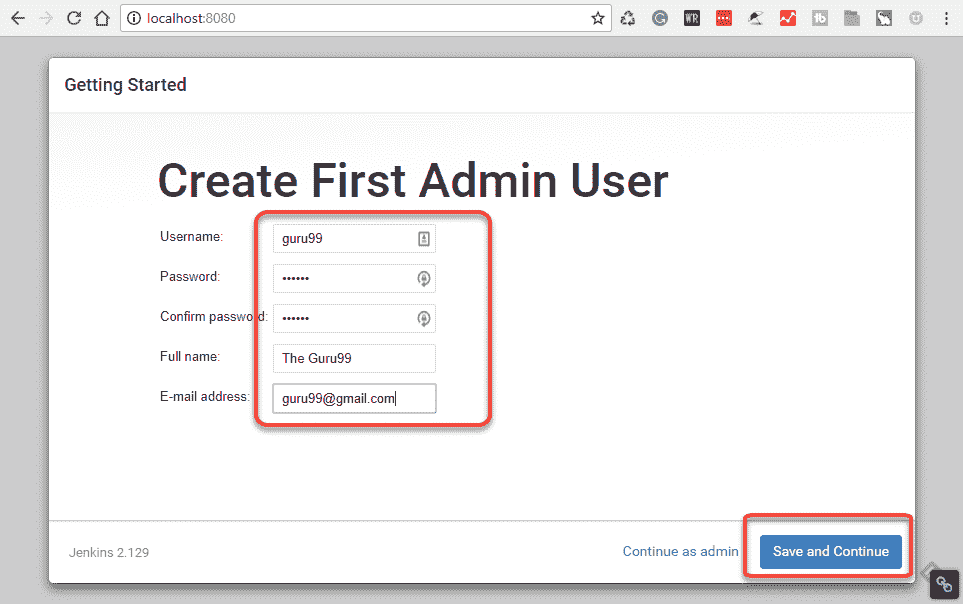 localhost:8080
Getting Started
Create First Admin User
Username: guru99
Password: ••••••
Confirm password: ••••••
Full name: The Guru99
E-mail address: guru99@gmail.com
Jenkins 2.129
Continue as admin
Save and Continue